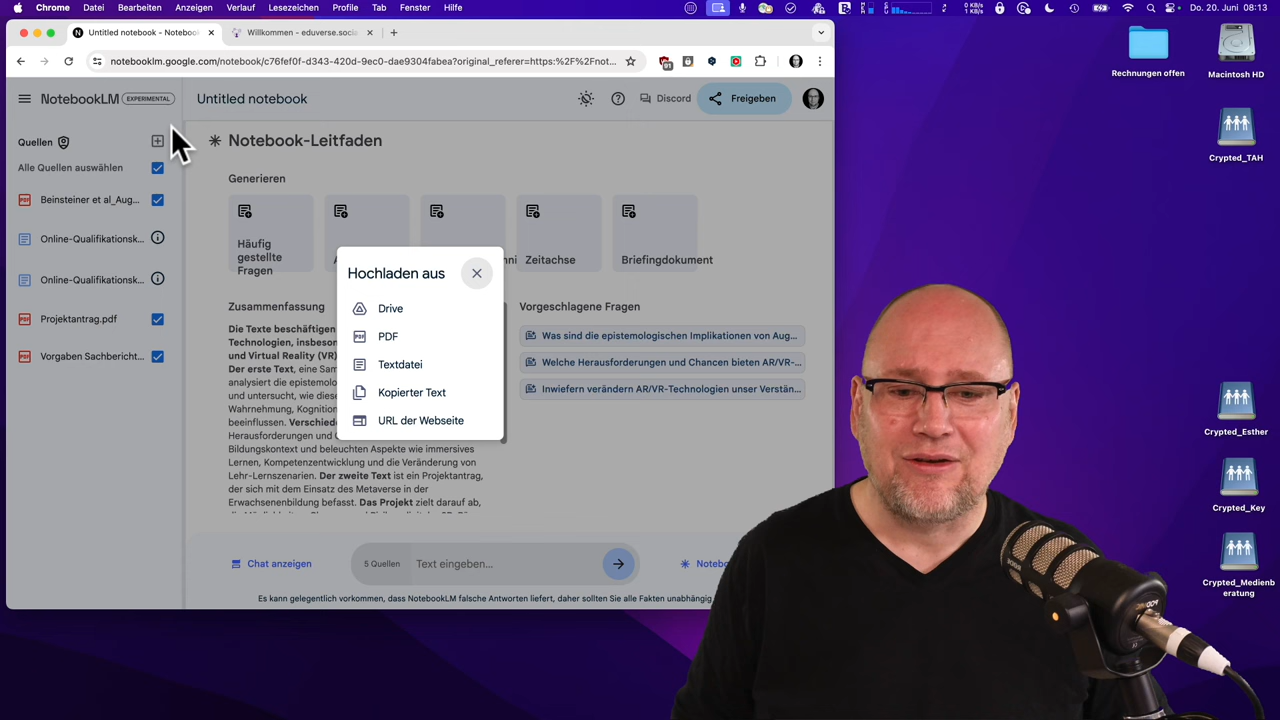 Chrome Datei Bearbeiten Anzeigen Verlauf Lesezeichen Profile Tab Fenster Hilfe
Do. 20. Juni 08:13
Untitled notebook - Notebook
Willkommen - eduverse.socia
notebooklm.google.com/notebook/c76fef0f-d343-420d-9ec0-dae9304fabea?original_referer=https:%2F%2Fnot...
NotebookLM EXPERIMENTAL
Untitled notebook
Discord
Freigeben
Quellen
Alle Quellen auswählen
Beinsteiner et al_Aug...
Online-Qualifikationsk...
Online-Qualifikationsk...
Projektantrag.pdf
Vorgaben Sachbericht...
Notebook-Leitfaden
Generieren
Häufig
gestellte
Fragen
Zeitachse
Briefingdokument
Hochladen aus
Drive
PDF
Textdatei
Kopierter Text
URL der Webseite
Zusammenfassung
Die Texte beschäftigen
Technologien, insbeson
und Virtual Reality (VR)
Der erste Text, eine Sam
analysiert die epistemolo
und untersucht, wie dies
Wahrnehmung, Kognition
beeinflussen. Verschiede
Herausforderungen und
Bildungskontext und beleuchten Aspekte wie immersives
Lernen, Kompetenzentwicklung und die Veränderung von
Lehr-Lernszenarien. Der zweite Text ist ein Projektantrag,
der sich mit dem Einsatz des Metaverse in der
Erwachsenenbildung befasst. Das Projekt zielt darauf ab,
Vorgeschlagene Fragen
Was sind die epistemologischen Implikationen von Aug...
Welche Herausforderungen und Chancen bieten AR/VR-...
Inwiefern verändern AR/VR-Technologien unser Verstän...
Chat anzeigen
5 Quellen
Text eingeben...
Notebo
Es kann gelegentlich vorkommen, dass NotebookLM falsche Antworten liefert, daher sollten Sie alle Fakten unabhängig
Rechnungen offen
Macintosh HD
Crypted_TAH
Crypted_Esther
Crypted_Key
Crypted_Medienb
eratung